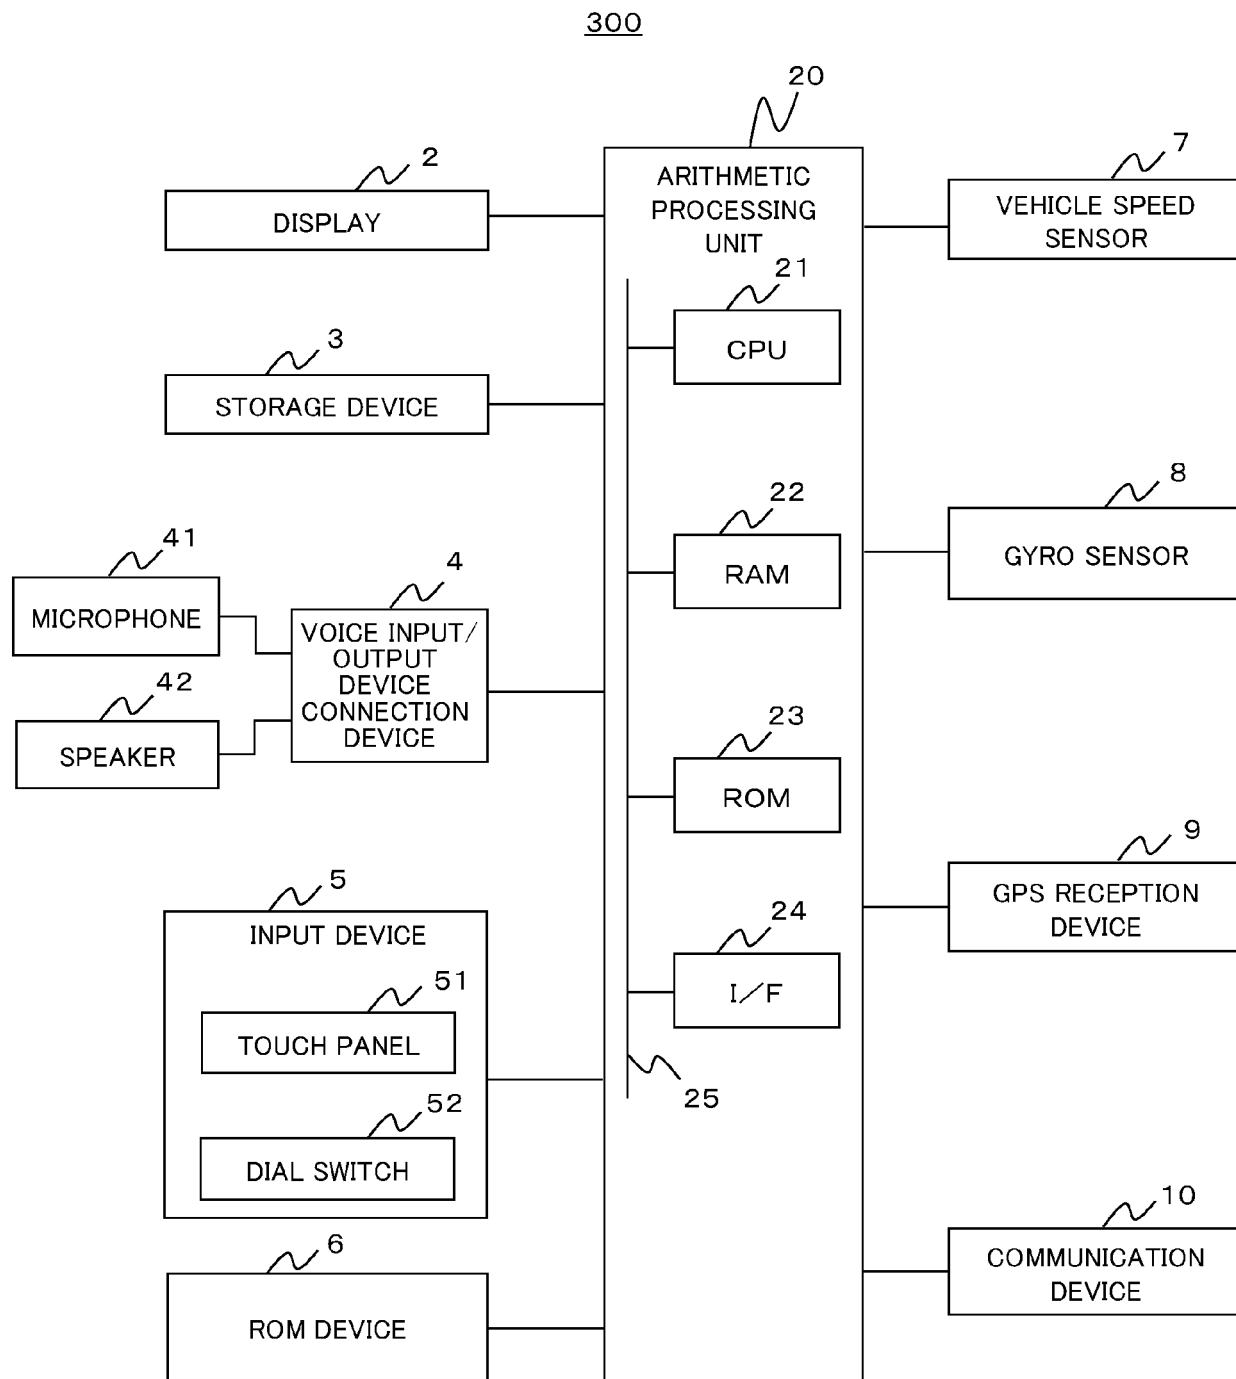 300
20
ARITHMETIC
PROCESSING
UNIT
2
DISPLAY
3
STORAGE DEVICE
41
MICROPHONE
42
SPEAKER
4
VOICE INPUT/
OUTPUT
DEVICE
CONNECTION
DEVICE
5
INPUT DEVICE
51
TOUCH PANEL
52
DIAL SWITCH
6
ROM DEVICE
21
CPU
22
RAM
23
ROM
24
I/F
25
7
VEHICLE SPEED
SENSOR
8
GYRO SENSOR
9
GPS RECEPTION
DEVICE
10
COMMUNICATION
DEVICE